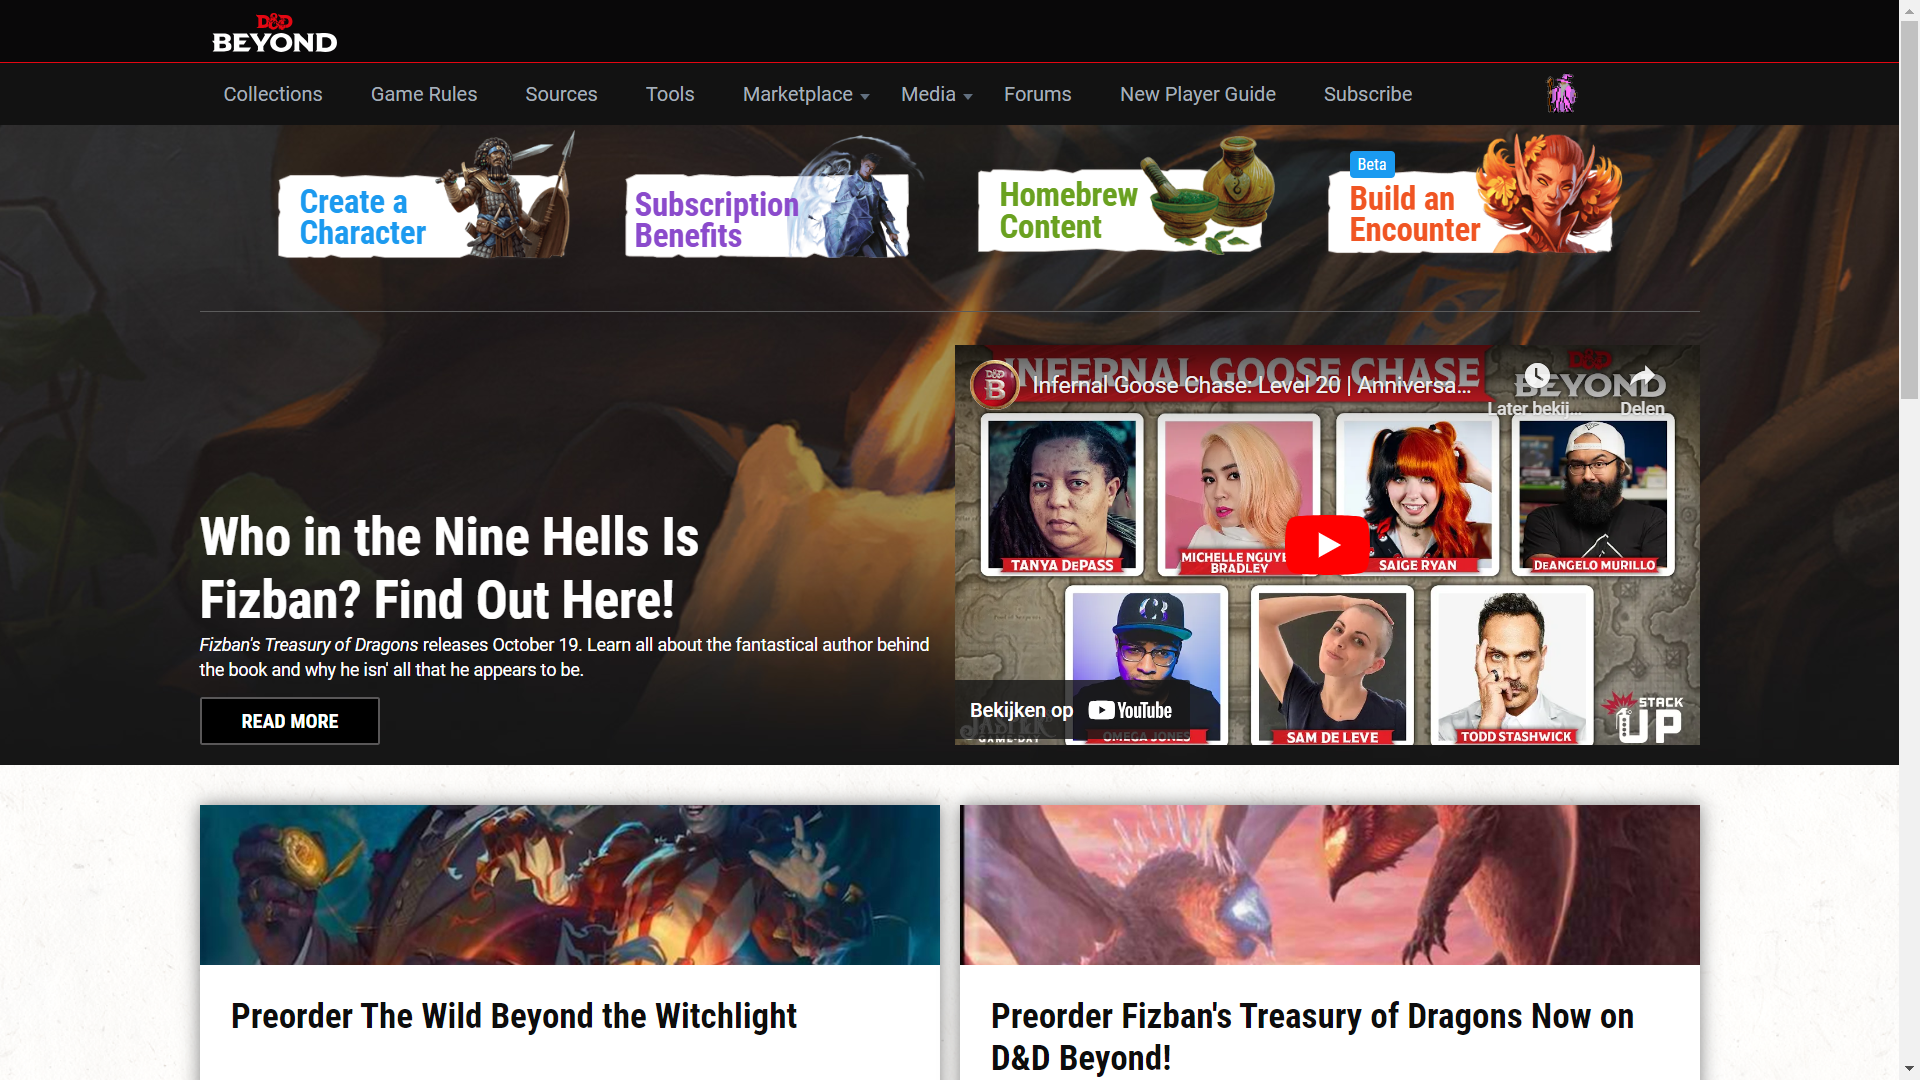 D&D
BEYOND
Collections
Game Rules
Sources
Tools
Marketplace
Media
Forums
New Player Guide
Subscribe
Create a
Character
Subscription
Benefits
Homebrew
Content
Beta
Build an
Encounter
Who in the Nine Hells Is
Fizban? Find Out Here!
Fizban's Treasury of Dragons releases October 19. Learn all about the fantastical author behind
the book and why he isn' all that he appears to be.
READ MORE
INFERNAL GOOSE CHASE
D&D
BEYOND
D&D
B
Infernal Goose Chase: Level 20 | Anniversa...
Later bekij...
Delen
TANYA DEPASS
MICHELLE NGUYE
BRADLEY
SAIGE RYAN
DEANGELO MURILLO
Bekijken op YouTube
GAME-DAY
OMEGA JONES
SAM DE LEVE
TODD STASHWICK
STACK
UP
Preorder The Wild Beyond the Witchlight
Preorder Fizban's Treasury of Dragons Now on
D&D Beyond!